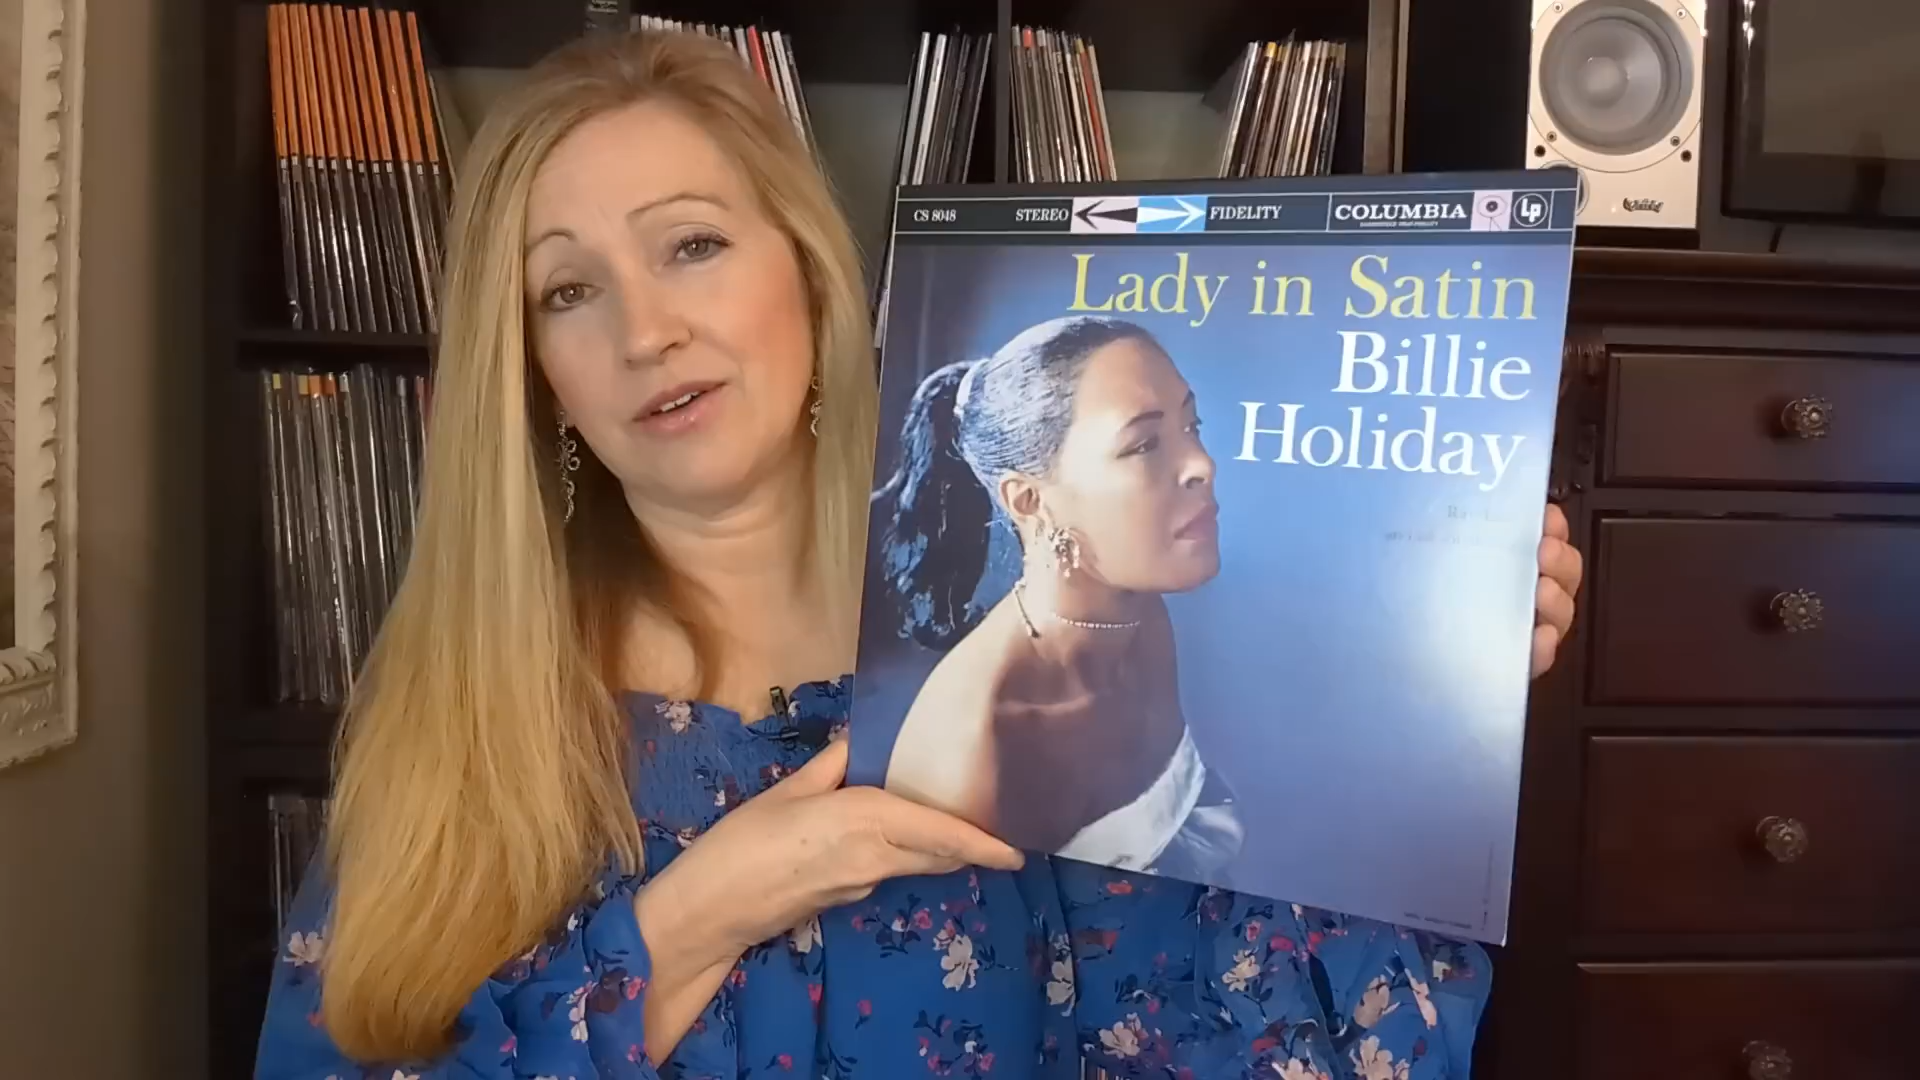 CS 8048 STEREO FIDELITY COLUMBIA Lp
Lady in Satin
Billie
Holiday